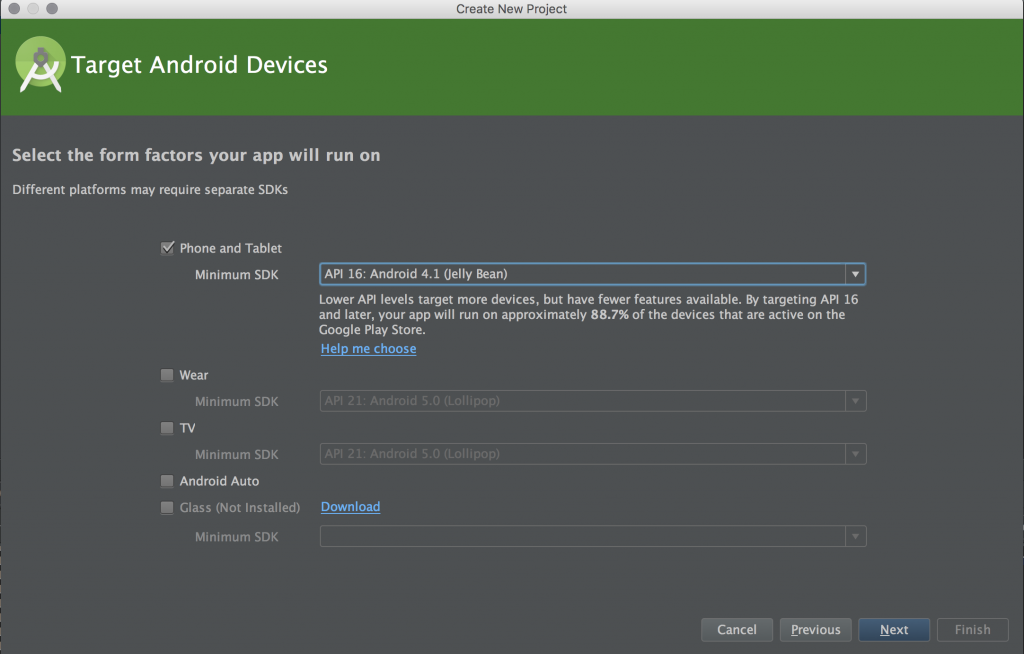 Create New Project
Target Android Devices
Select the form factors your app will run on
Different platforms may require separate SDKs
Phone and Tablet
Minimum SDK API 16: Android 4.1 (Jelly Bean)
Lower API levels target more devices, but have fewer features available. By targeting API 16
and later, your app will run on approximately 88.7% of the devices that are active on the
Google Play Store.
Help me choose
Wear
Minimum SDK API 21: Android 5.0 (Lollipop)
TV
Minimum SDK API 21: Android 5.0 (Lollipop)
Android Auto
Glass (Not Installed) Download
Minimum SDK
Cancel Previous Next Finish